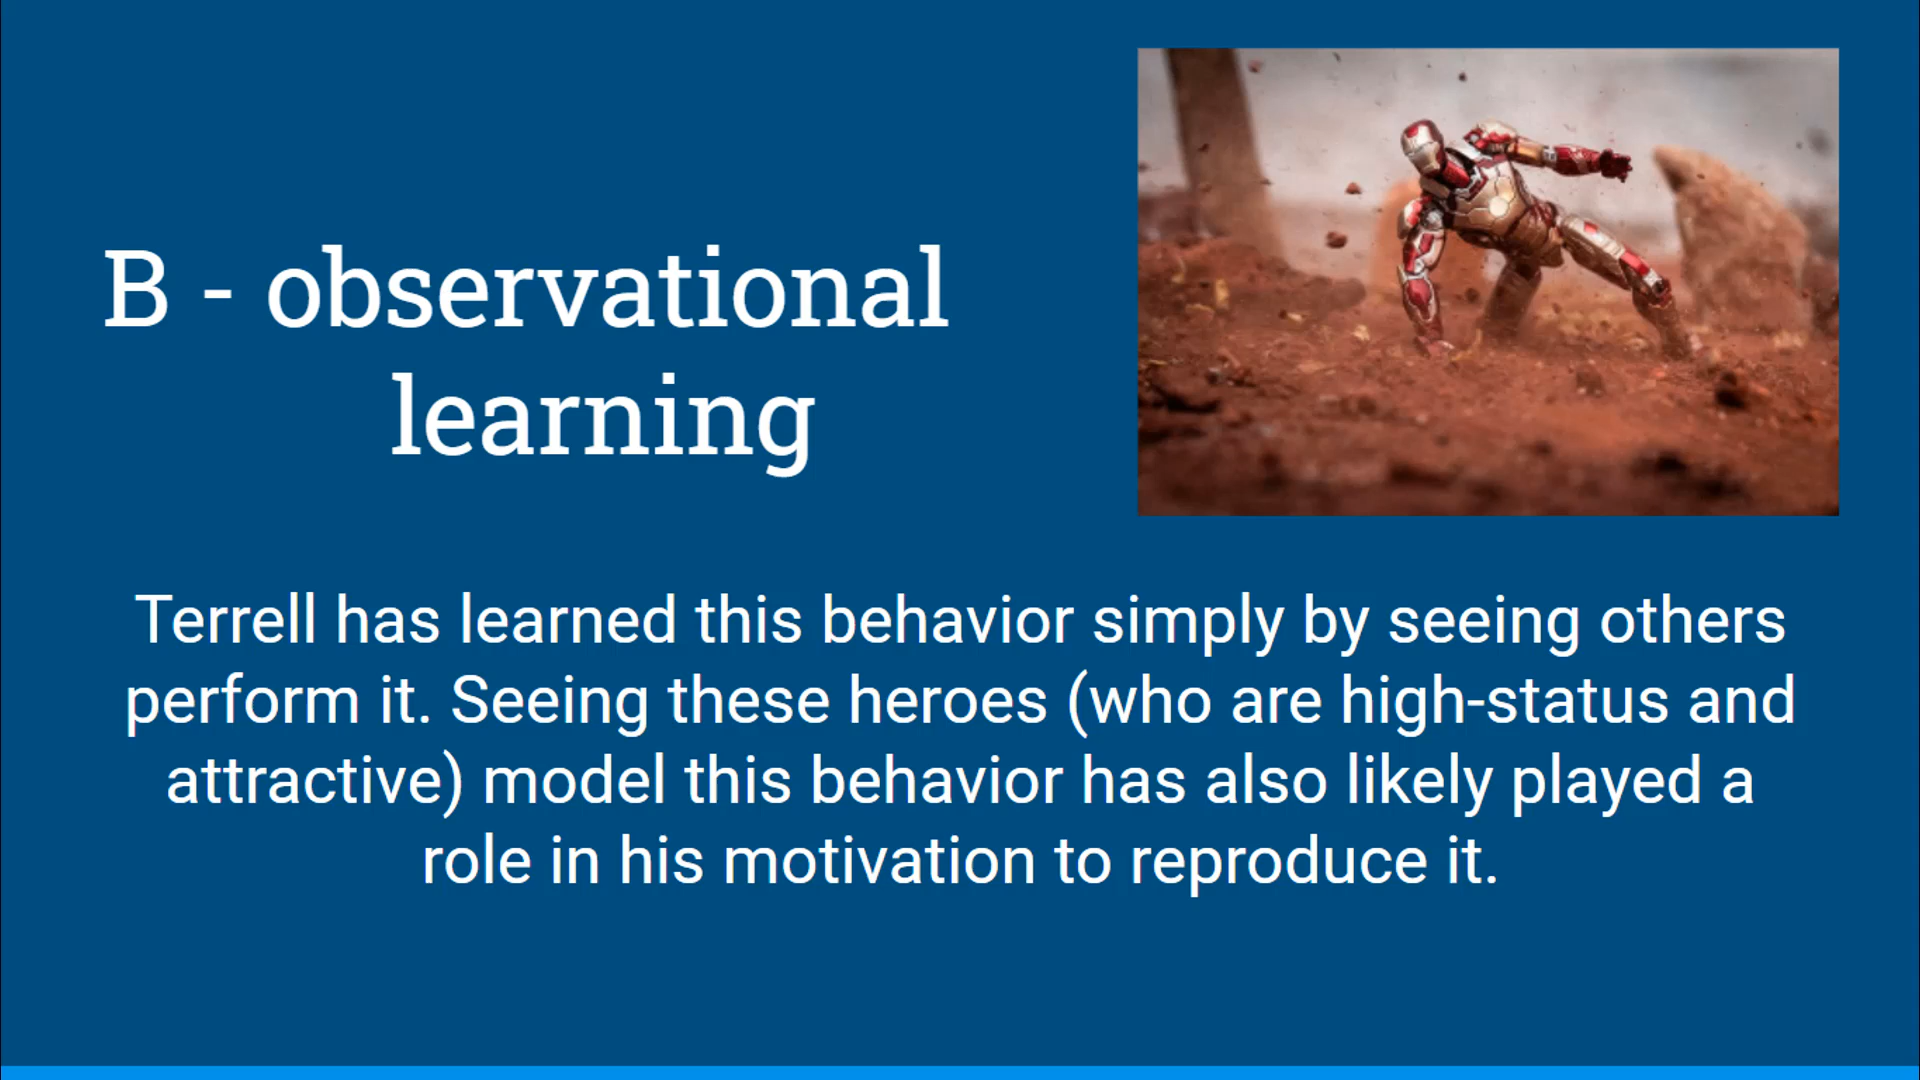 B - observational
learning
Terrell has learned this behavior simply by seeing others
perform it. Seeing these heroes (who are high-status and
attractive) model this behavior has also likely played a
role in his motivation to reproduce it.